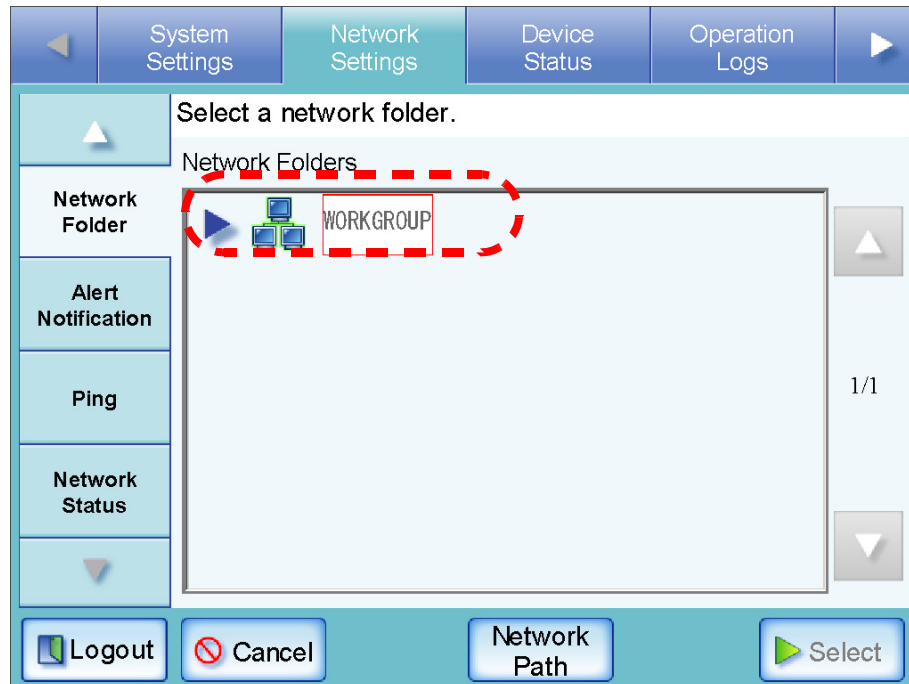 System
Settings
Network
Settings
Device
Status
Operation
Logs
Select a network folder.
Network Folders
Network
Folder
WORKGROUP
Alert
Notification
Ping
1/1
Network
Status
Logout
Cancel
Network
Path
Select